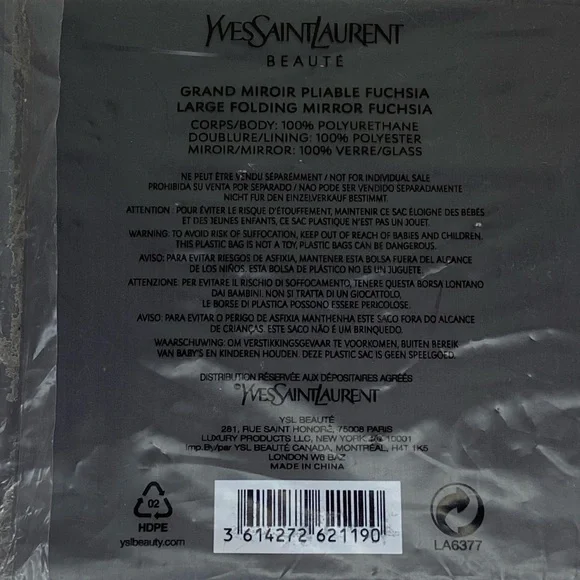 YVESSAINTLAURENT
BEAUTÉ
GRAND MIROIR PLIABLE FUCHSIA
LARGE FOLDING MIRROR FUCHSIA
CORPS/BODY: 100% POLYURETHANE
DOUBLURE/LINING: 100% POLYESTER
MIROIR/MIRROR: 100% VERRE/GLASS
NE PEUT ÊTRE VENDU SÉPARÉMMENT / NOT FOR INDIVIDUAL SALE
PROHIBIDA SU VENTA POR SEPARADO / NAO PODE SER VENDIDO SEPARADAMENTE
NICHT FUR DEN EINZELVERKAUF BESTIMMT.
ATTENTION: POUR ÉVITER LE RISQUE D'ÉTOUFFEMENT, MAINTENIR CE SAC ÉLOIGNE DES BÉBÉS
ET DES JEUNES ENFANTS, CE SAC PLASTIQUE N'EST PAS UN JOUET.
WARNING: TO AVOID RISK OF SUFFOCATION, KEEP OUT OF REACH OF BABIES AND CHILDREN,
THIS PLASTIC BAG IS NOT A TOY, PLASTIC BAGS CAN BE DANGEROUS.
AVISO: PARA EVITAR RIESGOS DE ASFIXIA, MANTENER ESTA BOLSA FUERA DEL ALCANCE
DE LOS NIÑOS. ESTA BOLSA DE PLÁSTICO NO ES UN JUGUETE.
ATTENZIONE: PER EVITARE IL RISCHIO DI SOFFOCAMENTO, TENERE QUESTA BORSA LONTANO
DAI BAMBINI. NON SI TRATTA DI UN GIOCATTOLO,
LE BORSE DI PLASTICA POSSONO ESSERE PERICOLOSE.
AVISO: PARA EVITAR O PERIGO DE ASFIXIA MANTHENHA ESTE SACO FORA DO ALCANCE
DE CRIANÇAS. ESTE SACO NÃO É UM BRINQUEDO.
WAARSCHUWING: OM VERSTIKKINGSGEVAAR TE VOORKOMEN, BUITEN BEREIK
VAN BABY'S EN KINDEREN HOUDEN. DEZE PLASTIC SAC IS GEEN SPEELGOED.
DISTRIBUTION RÉSERVÉE AUX DÉPOSITAIRES AGRÉÉS
©YVESSAINTLAURENT
YSL BEAUTÉ
281, RUE SAINT HONORÉ, 75008 PARIS
LUXURY PRODUCTS LLC, NEW YORK NY 10001
Imp.By/par YSL BEAUTÉ CANADA, MONTRÉAL, H4T 1K5
LONDON W6 8AZ
MADE IN CHINA
02
HDPE
yslbeauty.com
3 614272 621190
LA6377